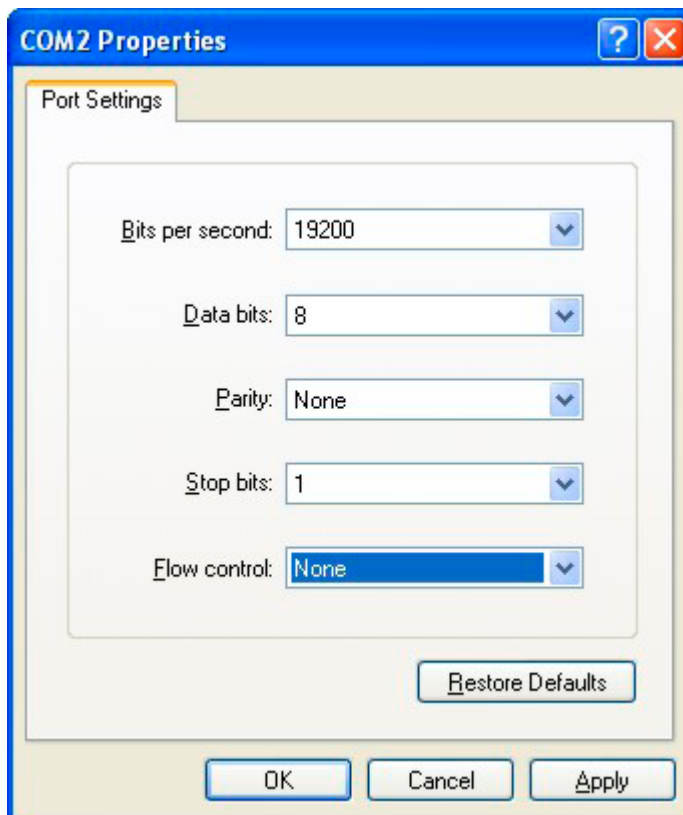 COM2 Properties
Port Settings
Bits per second: 19200
Data bits: 8
Parity: None
Stop bits: 1
Flow control: None
Restore Defaults
OK Cancel Apply